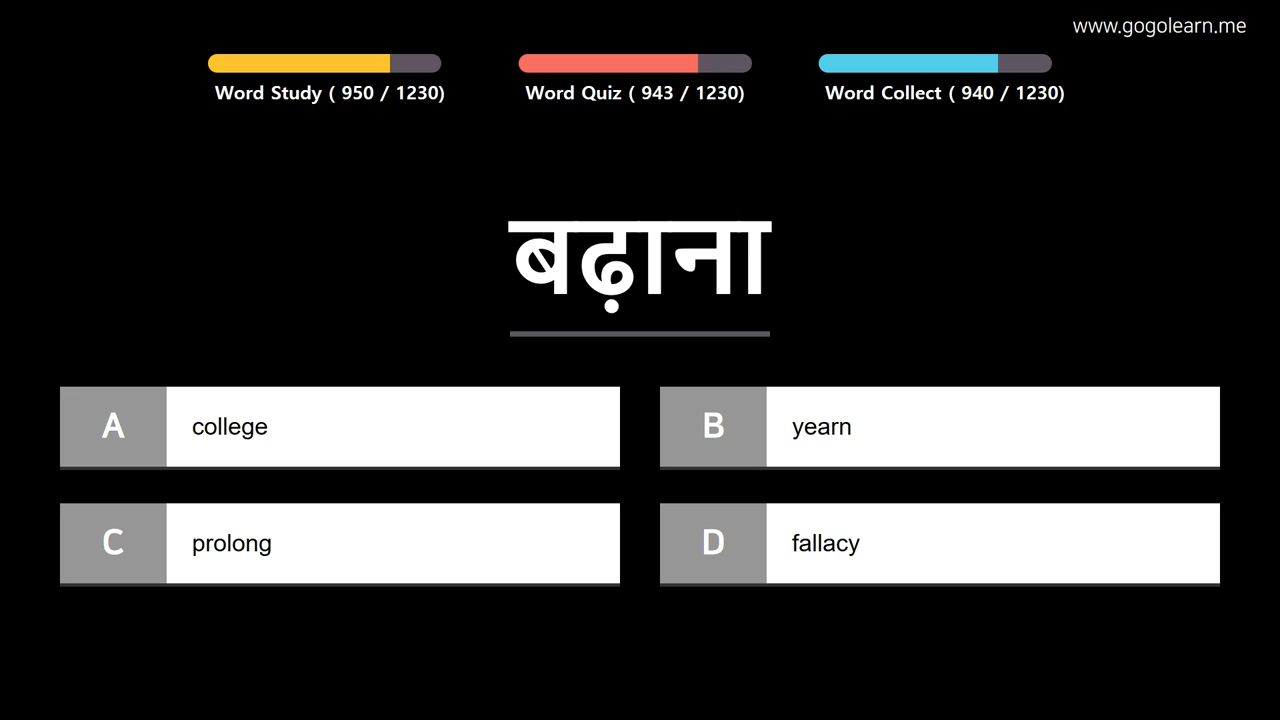 www.gogolearn.me
Word Study ( 950 / 1230)
Word Quiz ( 943 / 1230)
Word Collect ( 940 / 1230)
बढ़ाना
A college
B yearn
C prolong
D fallacy